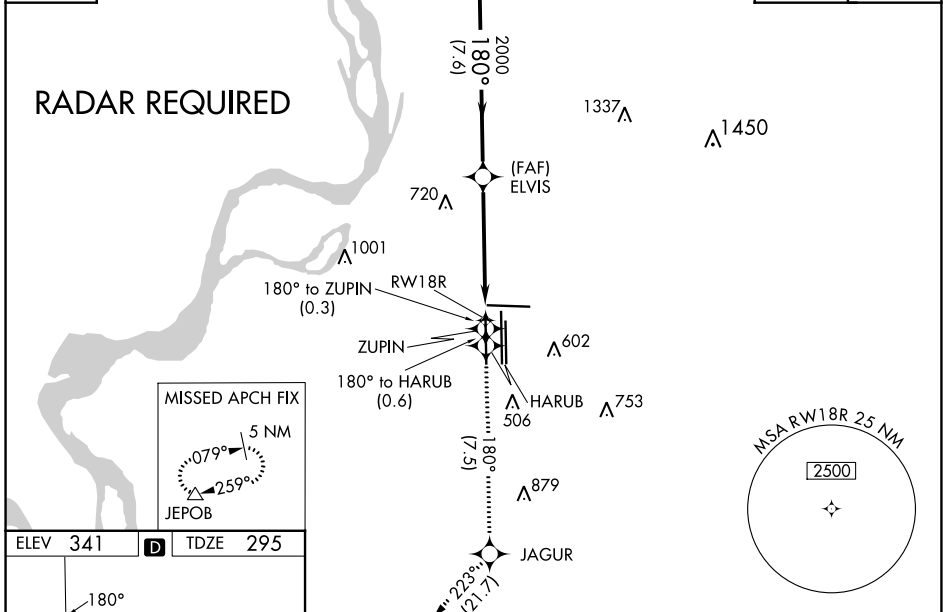 2000
180°
(7.6)
RADAR REQUIRED
1337
1450
(FAF)
ELVIS
720
1001
180° to ZUPIN
(0.3)
RW18R
ZUPIN
602
180° to HARUB
(0.6)
HARUB
506
753
MISSED APCH FIX
5 NM
079°
259°
JEPOB
180°
(7.5)
MSA RW18R 25 NM
2500
879
ELEV 341 D TDZE 295
JAGUR
180°
223°
(21.7)